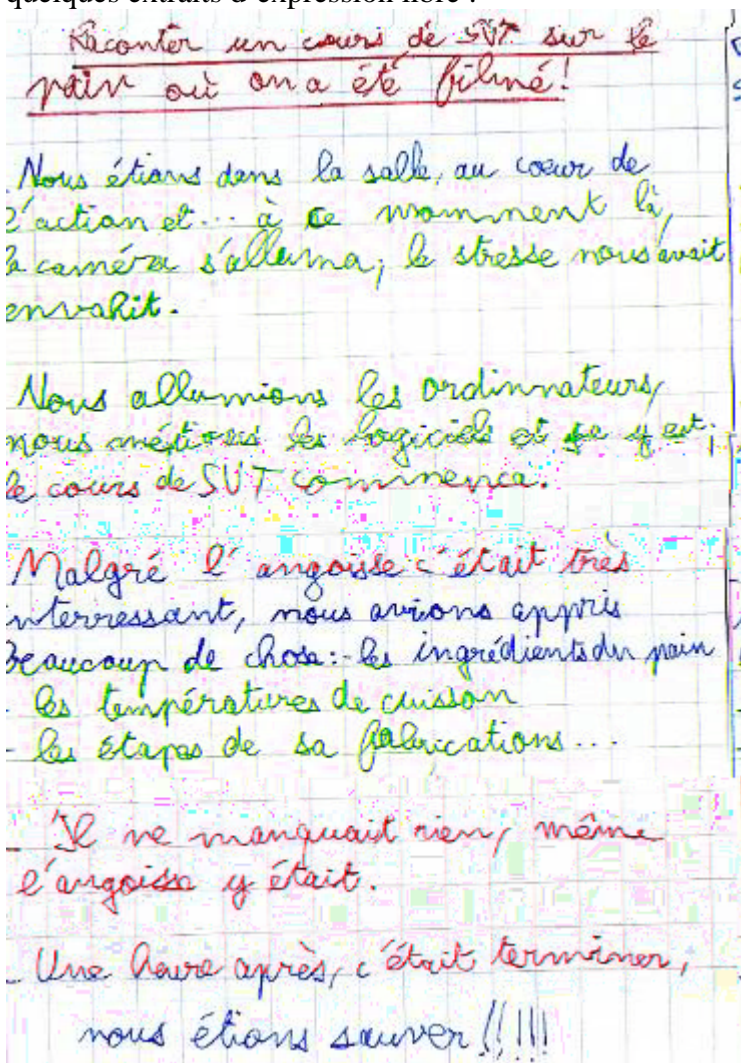 quelques extraits d'expression libre :
Raconter un cours de SVT sur le
pain où on a été filmé!
Nous étions dans la salle, au coeur de
l'action et... à ce momment là,
la caméra s'alluma, le stresse nous avait
envahit.
Nous allumions les ordinnateurs,
nous mettions les logiciels et ça y est.
le cours de SVT commença.
Malgré l'angoisse c'était très
interressant, nous avions appris
beaucoup de chose: - les ingrédients du pain
- les températures de cuisson
- les étapes de sa fabrications...
Il ne manquait rien, même
l'angoisse y était.
Une heure après, c'était terminer,
nous étions sauver !!!!!